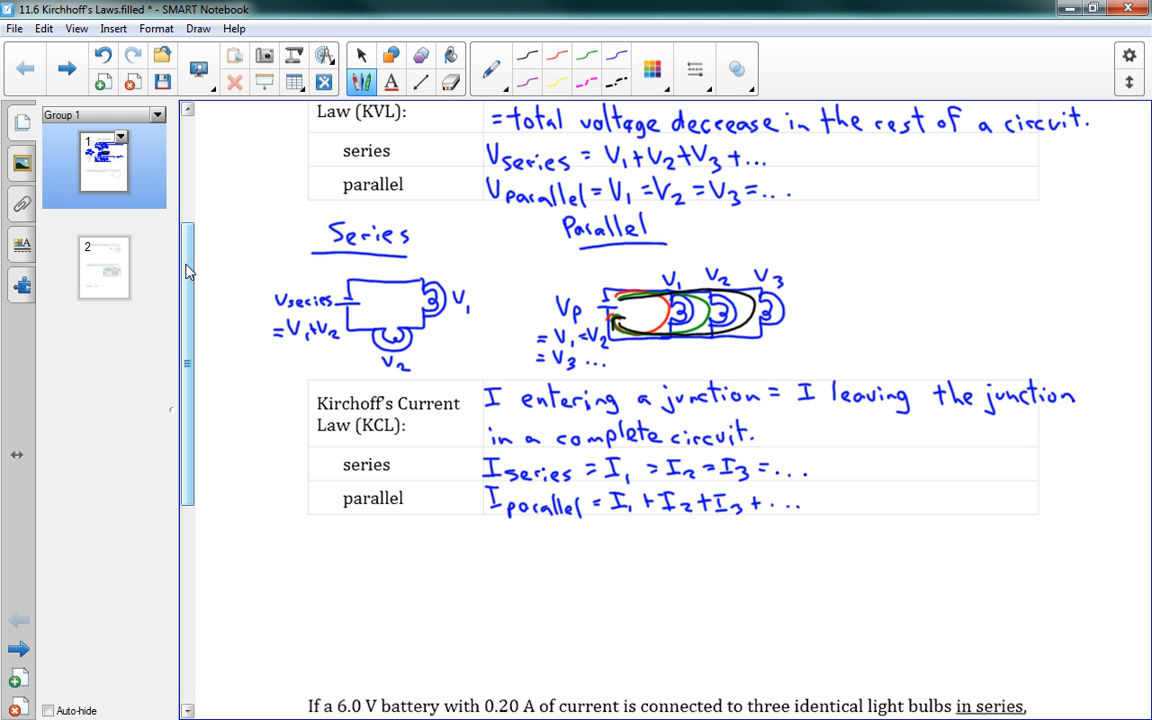 11.6 Kirchhoff's Laws.filled * - SMART Notebook
File Edit View Insert Format Tools Draw Help
Group 1
1
2
Auto-hide
Law (KVL):
= total voltage decrease in the rest of a circuit.
series
Vseries = V1 + V2 + V3 + ...
parallel
Vparallel = V1 = V2 = V3 = ...
Series
Parallel
Vseries
= V1 + V2
V1
V2
Vp
= V1 = V2
= V3 ...
V1 V2 V3
Kirchoff's Current
Law (KCL):
I entering a junction = I leaving the junction
in a complete circuit.
series
Iseries = I1 = I2 = I3 = ...
parallel
Iparallel = I1 + I2 + I3 + ...
If a 6.0 V battery with 0.20 A of current is connected to three identical light bulbs in series,